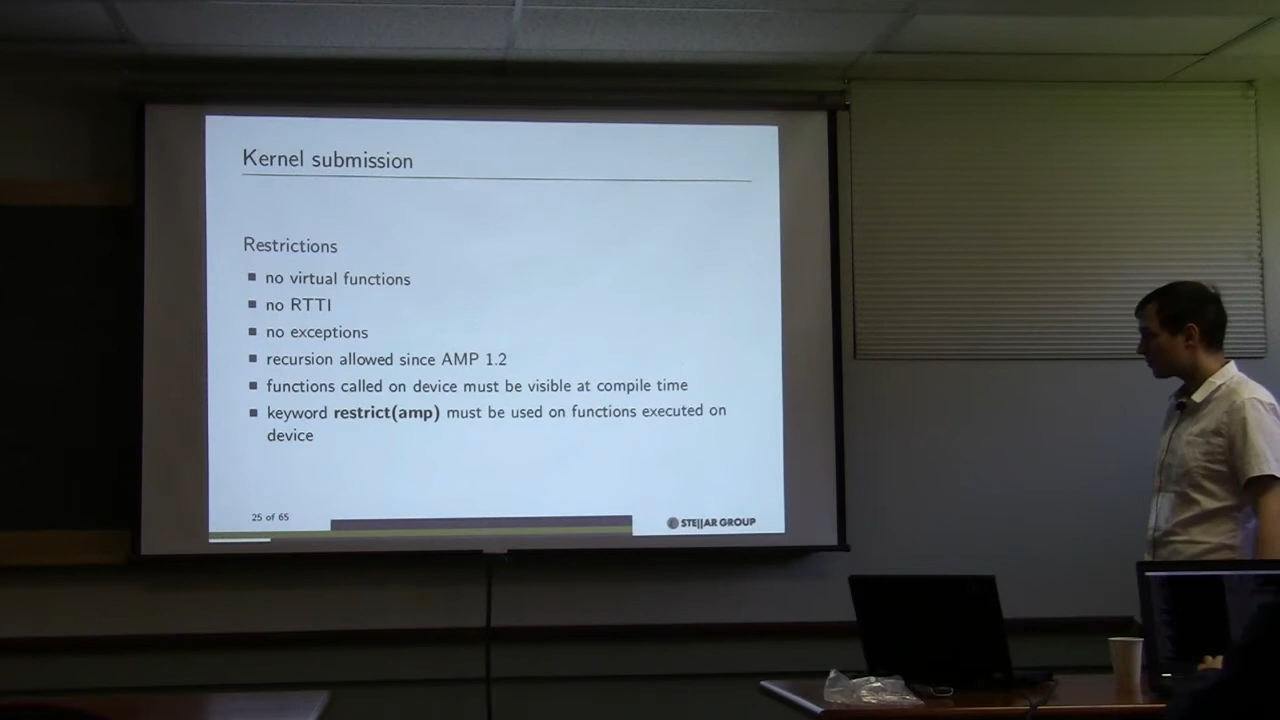 Kernel submission
Restrictions
no virtual functions
no RTTI
no exceptions
recursion allowed since AMP 1.2
functions called on device must be visible at compile time
keyword restrict(amp) must be used on functions executed on
device
25 of 65
STE||AR GROUP